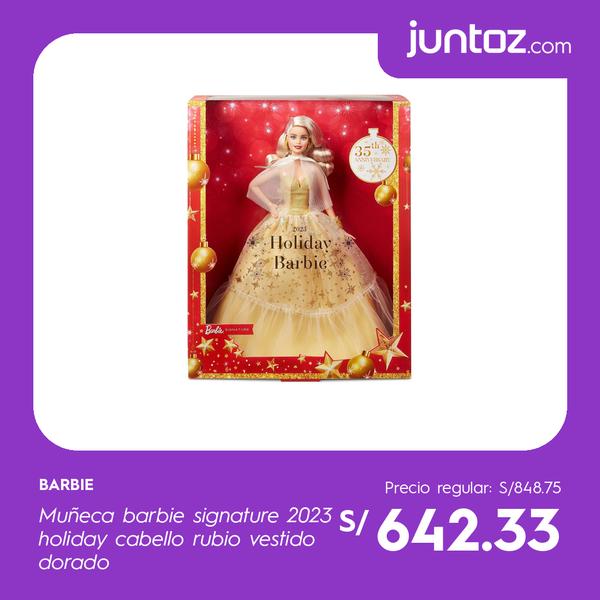 juntoz.com
35th
ANNIVERSARY
2023
Holiday
Barbie
Barbie SIGNATURE
BARBIE
Muñeca barbie signature 2023
holiday cabello rubio vestido
dorado
Precio regular: S/848.75
S/ 642.33